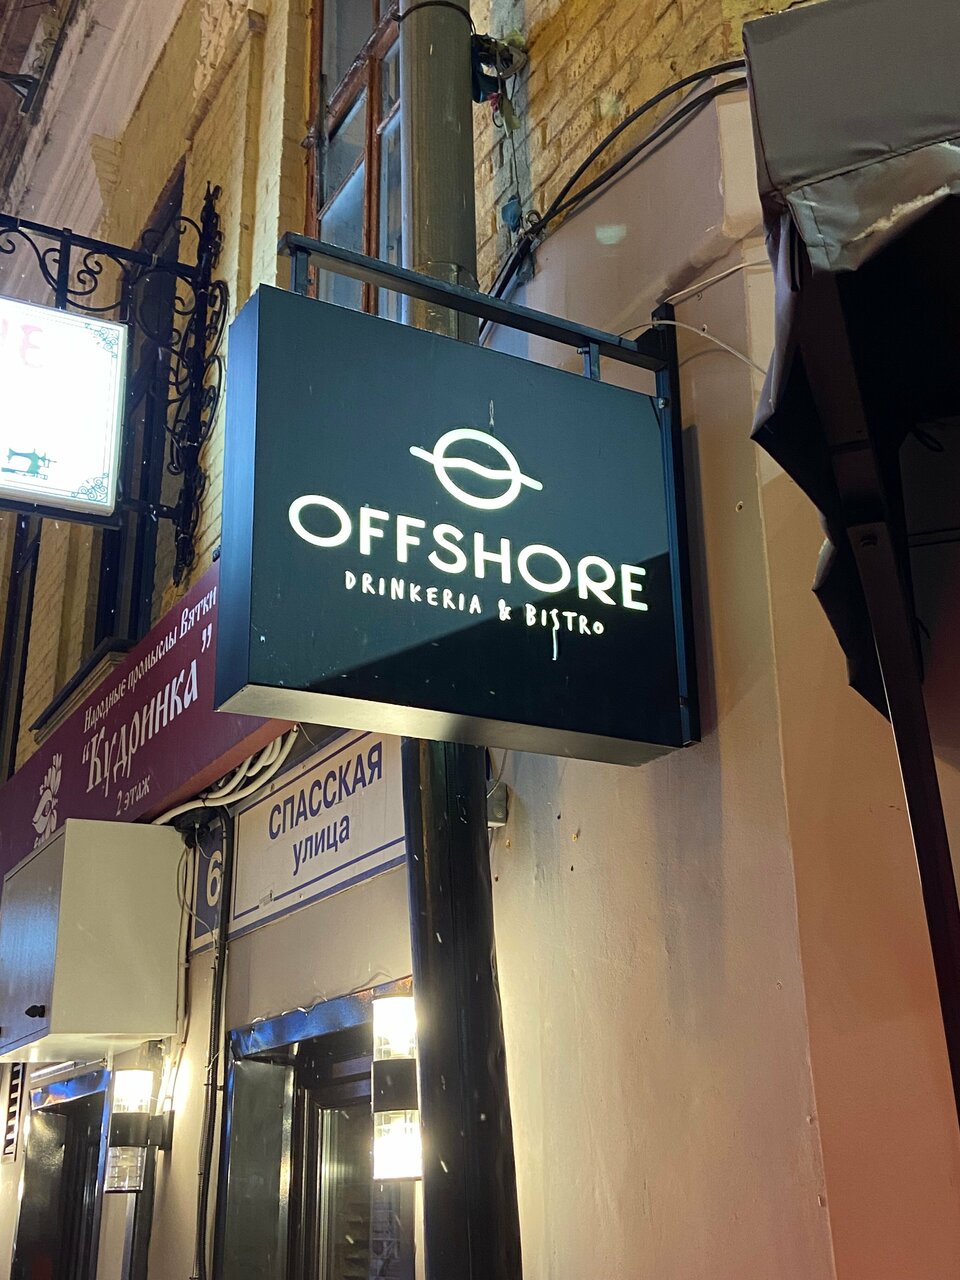 OFFSHORE
DRINKERIA & BISTRO
Народные промыслы Вятки
"Кудринка"
2 этаж
6
СПАССКАЯ
улица